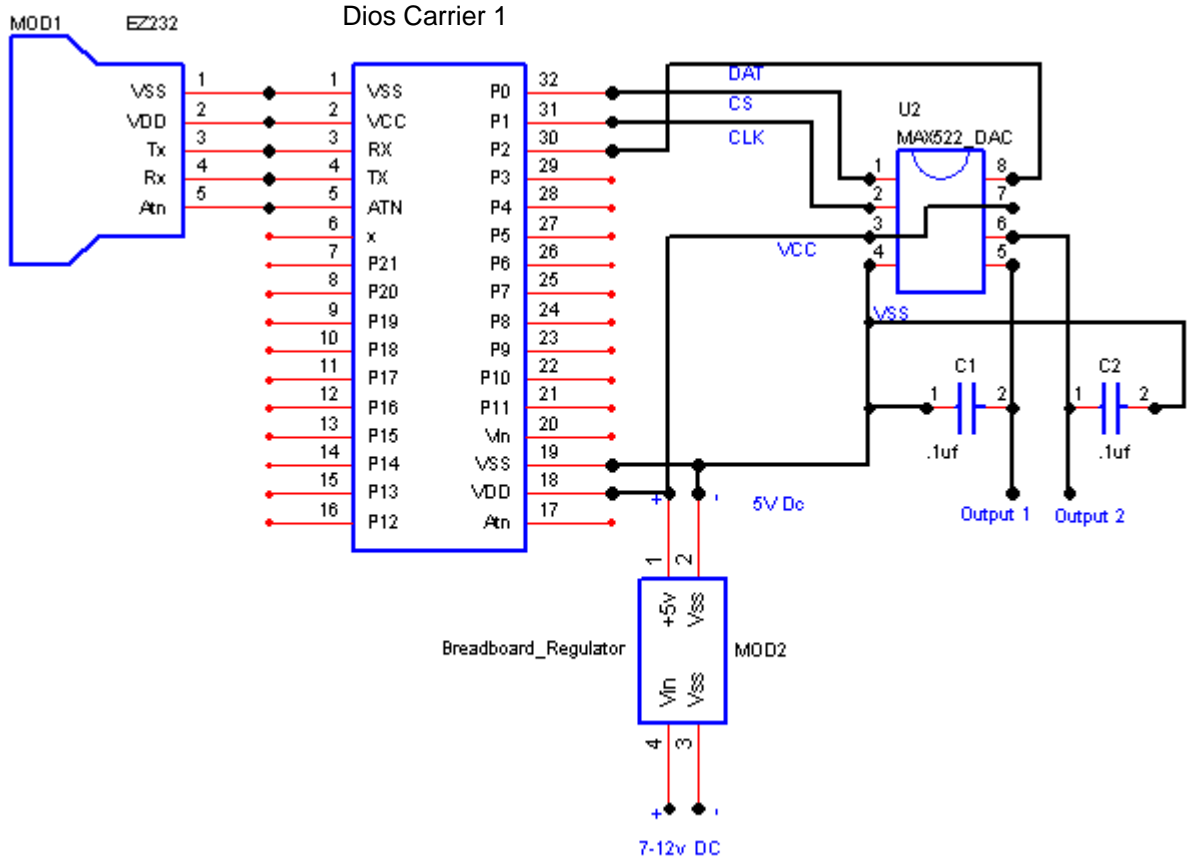 Dios Carrier 1
MOD1 EZ232
VSS 1
VDD 2
Tx 3
Rx 4
Atn 5
1 VSS P0 32
2 VCC P1 31
3 RX P2 30
4 TX P3 29
5 ATN P4 28
6 x P5 27
7 P21 P6 26
8 P20 P7 25
9 P19 P8 24
10 P18 P9 23
11 P17 P10 22
12 P16 P11 21
13 P15 Vin 20
14 P14 VSS 19
15 P13 VDD 18
16 P12 Atn 17
DAT
CS
CLK
U2
MAX522_DAC
1 8
2 7
3 6
4 5
VCC
VSS
C1
1 2
.1uf
C2
1 2
.1uf
Output 1 Output 2
+ - 5V Dc
1 2
+5v Vss
Breadboard_Regulator MOD2
Vin Vss
4 3
+ -
7-12v DC